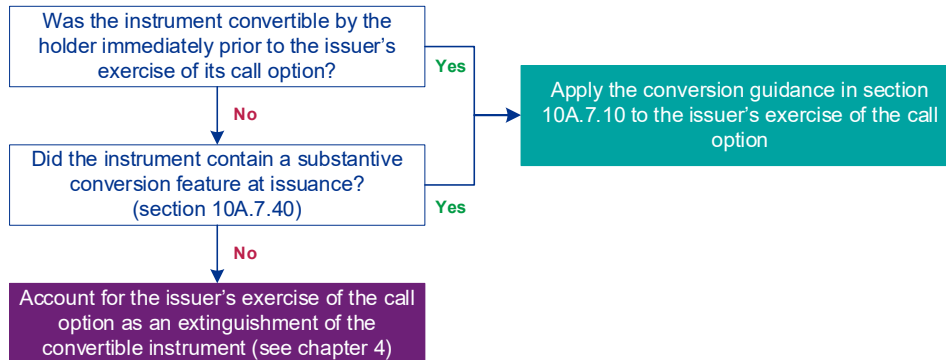 Was the instrument convertible by the
holder immediately prior to the issuer's
exercise of its call option?
Yes
Apply the conversion guidance in section
10A.7.10 to the issuer's exercise of the call
option
No
Did the instrument contain a substantive
conversion feature at issuance?
(section 10A.7.40)
Yes
No
Account for the issuer's exercise of the call
option as an extinguishment of the
convertible instrument (see chapter 4)